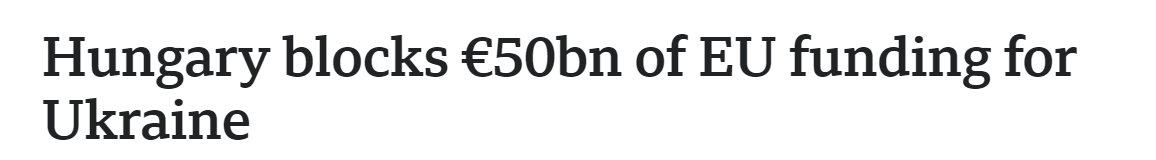 Hungary blocks €50bn of EU funding for
Ukraine